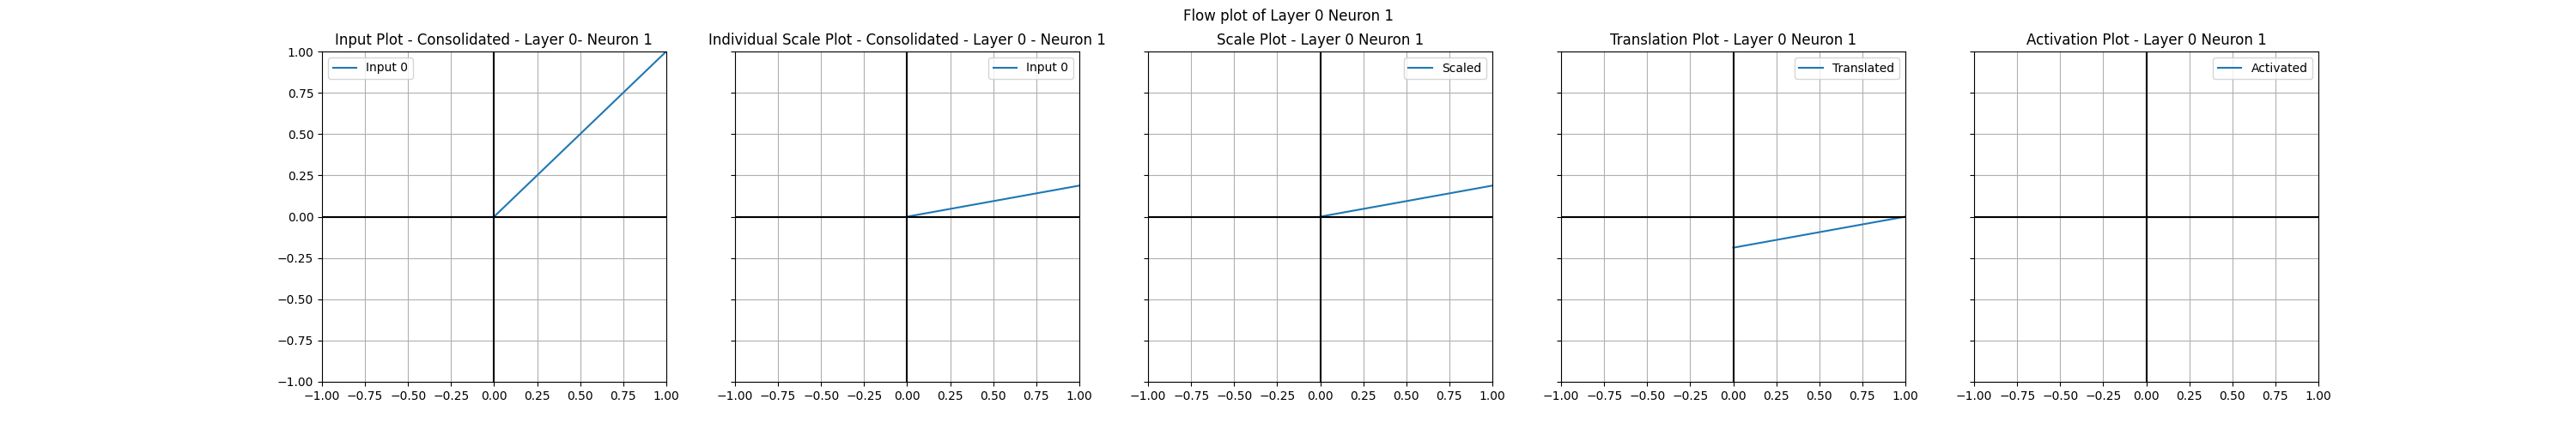 Flow plot of Layer 0 Neuron 1
Input Plot - Consolidated - Layer 0- Neuron 1
Input 0
1.00
0.75
0.50
0.25
0.00
−0.25
−0.50
−0.75
−1.00
−1.00 −0.75 −0.50 −0.25 0.00 0.25 0.50 0.75 1.00
Individual Scale Plot - Consolidated - Layer 0 - Neuron 1
Input 0
−1.00 −0.75 −0.50 −0.25 0.00 0.25 0.50 0.75 1.00
Scale Plot - Layer 0 Neuron 1
Scaled
−1.00 −0.75 −0.50 −0.25 0.00 0.25 0.50 0.75 1.00
Translation Plot - Layer 0 Neuron 1
Translated
−1.00 −0.75 −0.50 −0.25 0.00 0.25 0.50 0.75 1.00
Activation Plot - Layer 0 Neuron 1
Activated
−1.00 −0.75 −0.50 −0.25 0.00 0.25 0.50 0.75 1.00